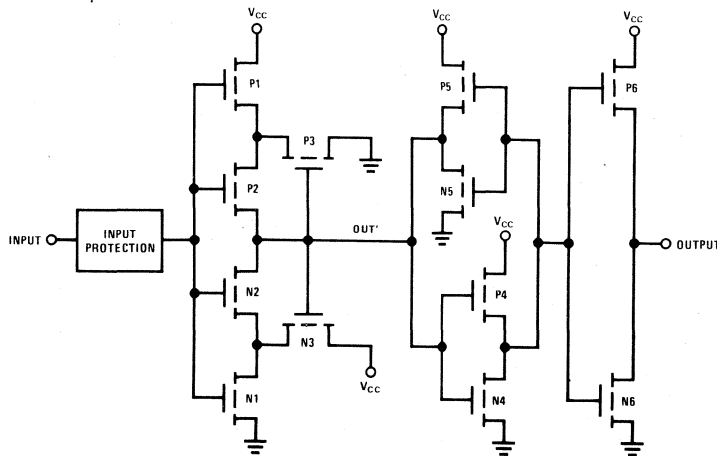 VCC
VCC
VCC
P1
P5
P6
P3
P2
N5
INPUT
INPUT
PROTECTION
OUT'
VCC
OUTPUT
N2
P4
N3
VCC
N1
N4
N6